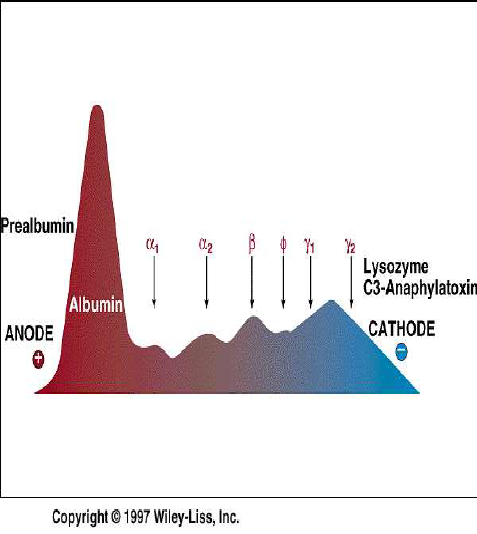 Prealbumin
α1
α2
β
ϕ
γ1
γ2
Lysozyme
C3-Anaphylatoxin
Albumin
ANODE
+
CATHODE
−
Copyright © 1997 Wiley-Liss, Inc.